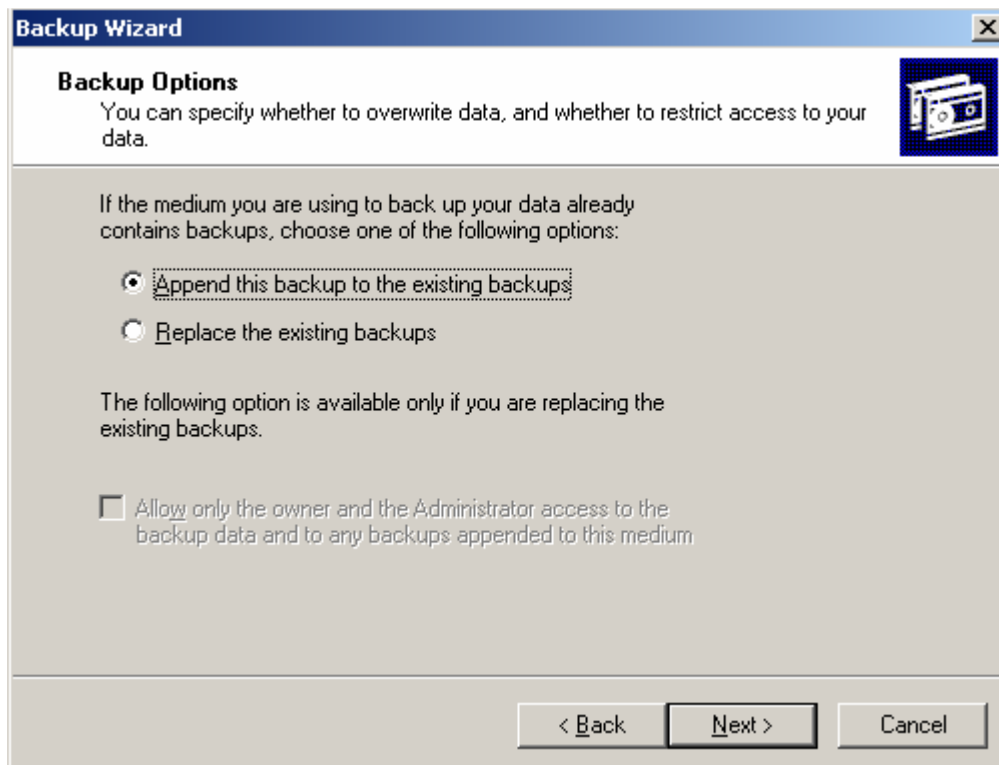 Backup Wizard
Backup Options
You can specify whether to overwrite data, and whether to restrict access to your
data.
If the medium you are using to back up your data already
contains backups, choose one of the following options:
Append this backup to the existing backups
Replace the existing backups
The following option is available only if you are replacing the
existing backups.
Allow only the owner and the Administrator access to the
backup data and to any backups appended to this medium
< Back
Next >
Cancel